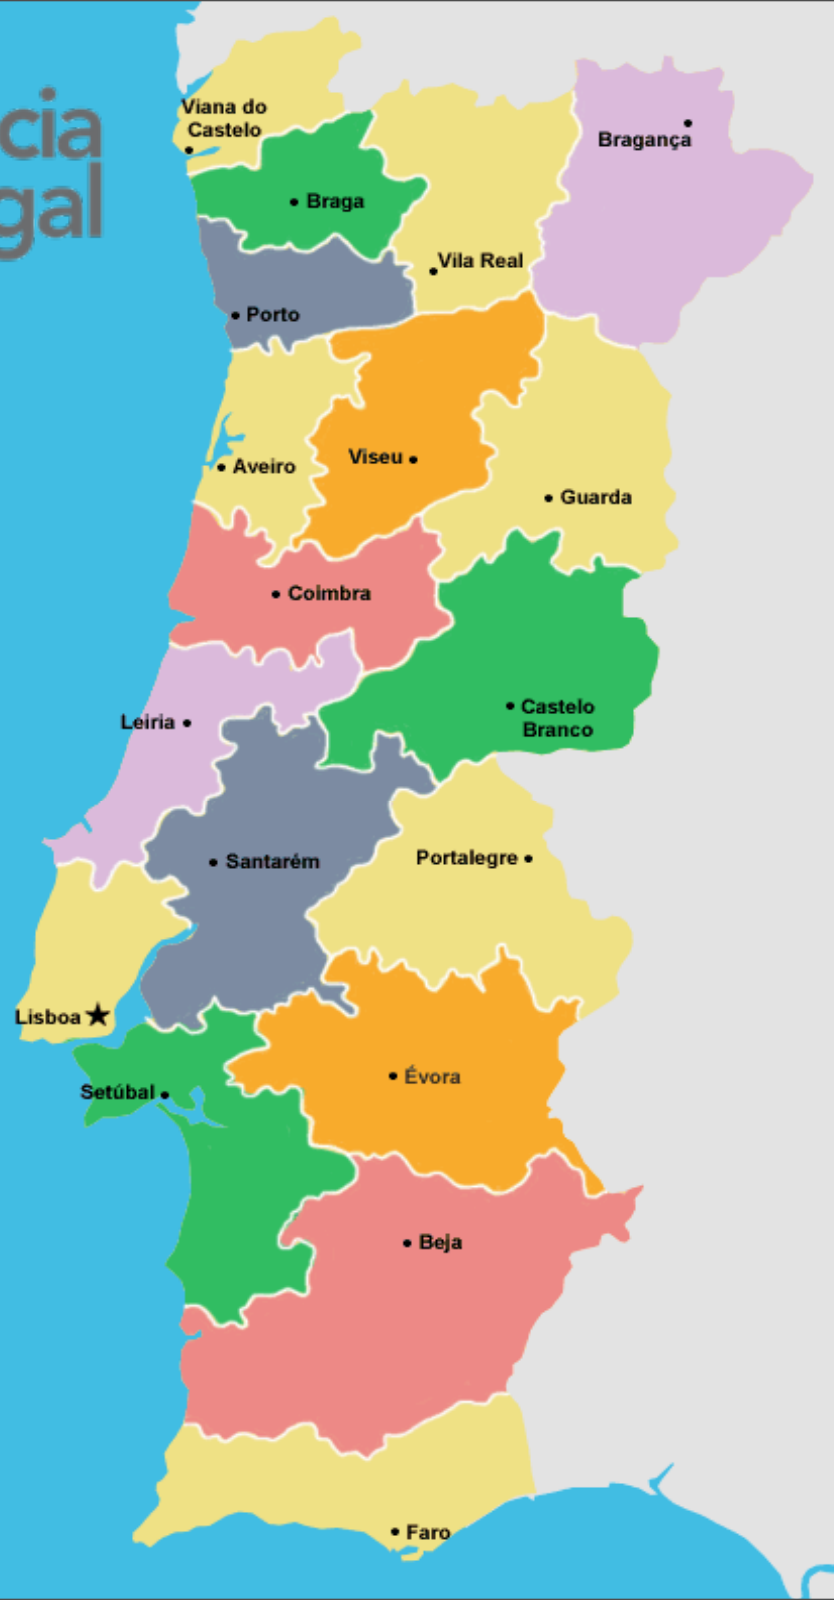 cia
gal
Viana do
Castelo
Bragança
Braga
Vila Real
Porto
Viseu
Aveiro
Guarda
Coimbra
Castelo
Branco
Leiria
Santarém
Portalegre
Lisboa
Évora
Setúbal
Beja
Faro